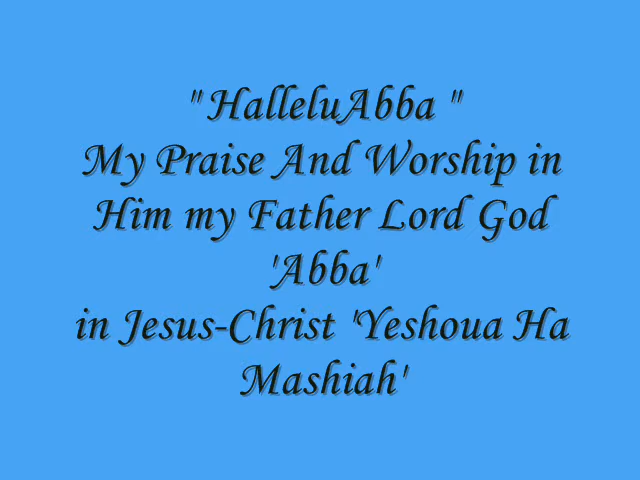 " HalleluAbba "
My Praise And Worship in
Him my Father Lord God
'Abba'
in Jesus-Christ 'Yeshoua Ha
Mashiah'